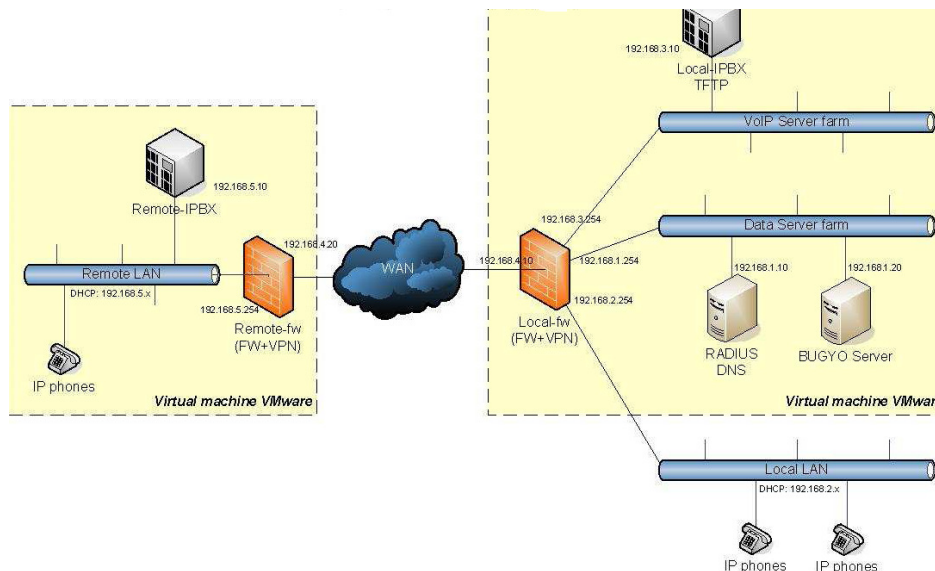 192.168.3.10
Local-IPBX
TFTP
VoIP Server farm
192.168.5.10
Remote-IPBX
192.168.3.254
Data Server farm
192.168.4.20
WAN
192.168.4.10
192.168.1.254
192.168.1.10
192.168.1.20
Remote LAN
DHCP: 192.168.5.x
192.168.5.254
192.168.2.254
Remote-fw
(FW+VPN)
Local-fw
(FW+VPN)
RADIUS
DNS
BUGYO Server
IP phones
Virtual machine VMware
Virtual machine VMwar
Local LAN
DHCP: 192.168.2.x
IP phones
IP phones